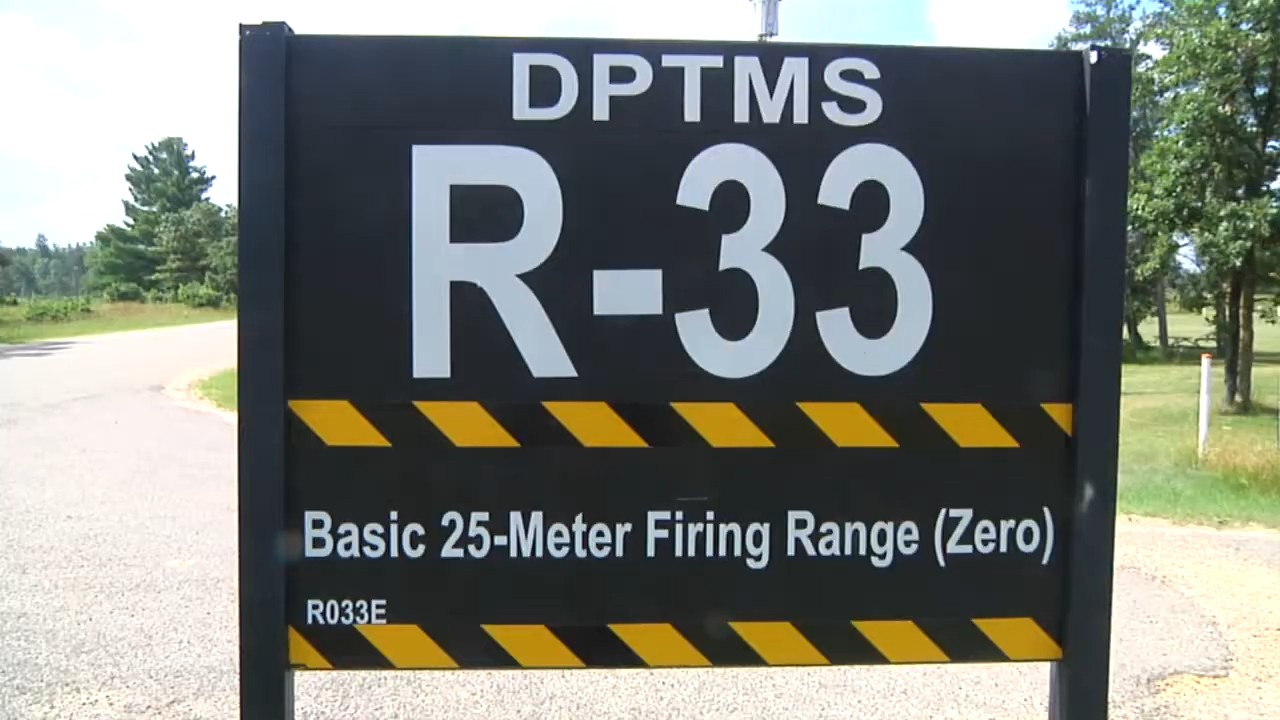 DPTMS
R-33
Basic 25-Meter Firing Range (Zero)
R033E